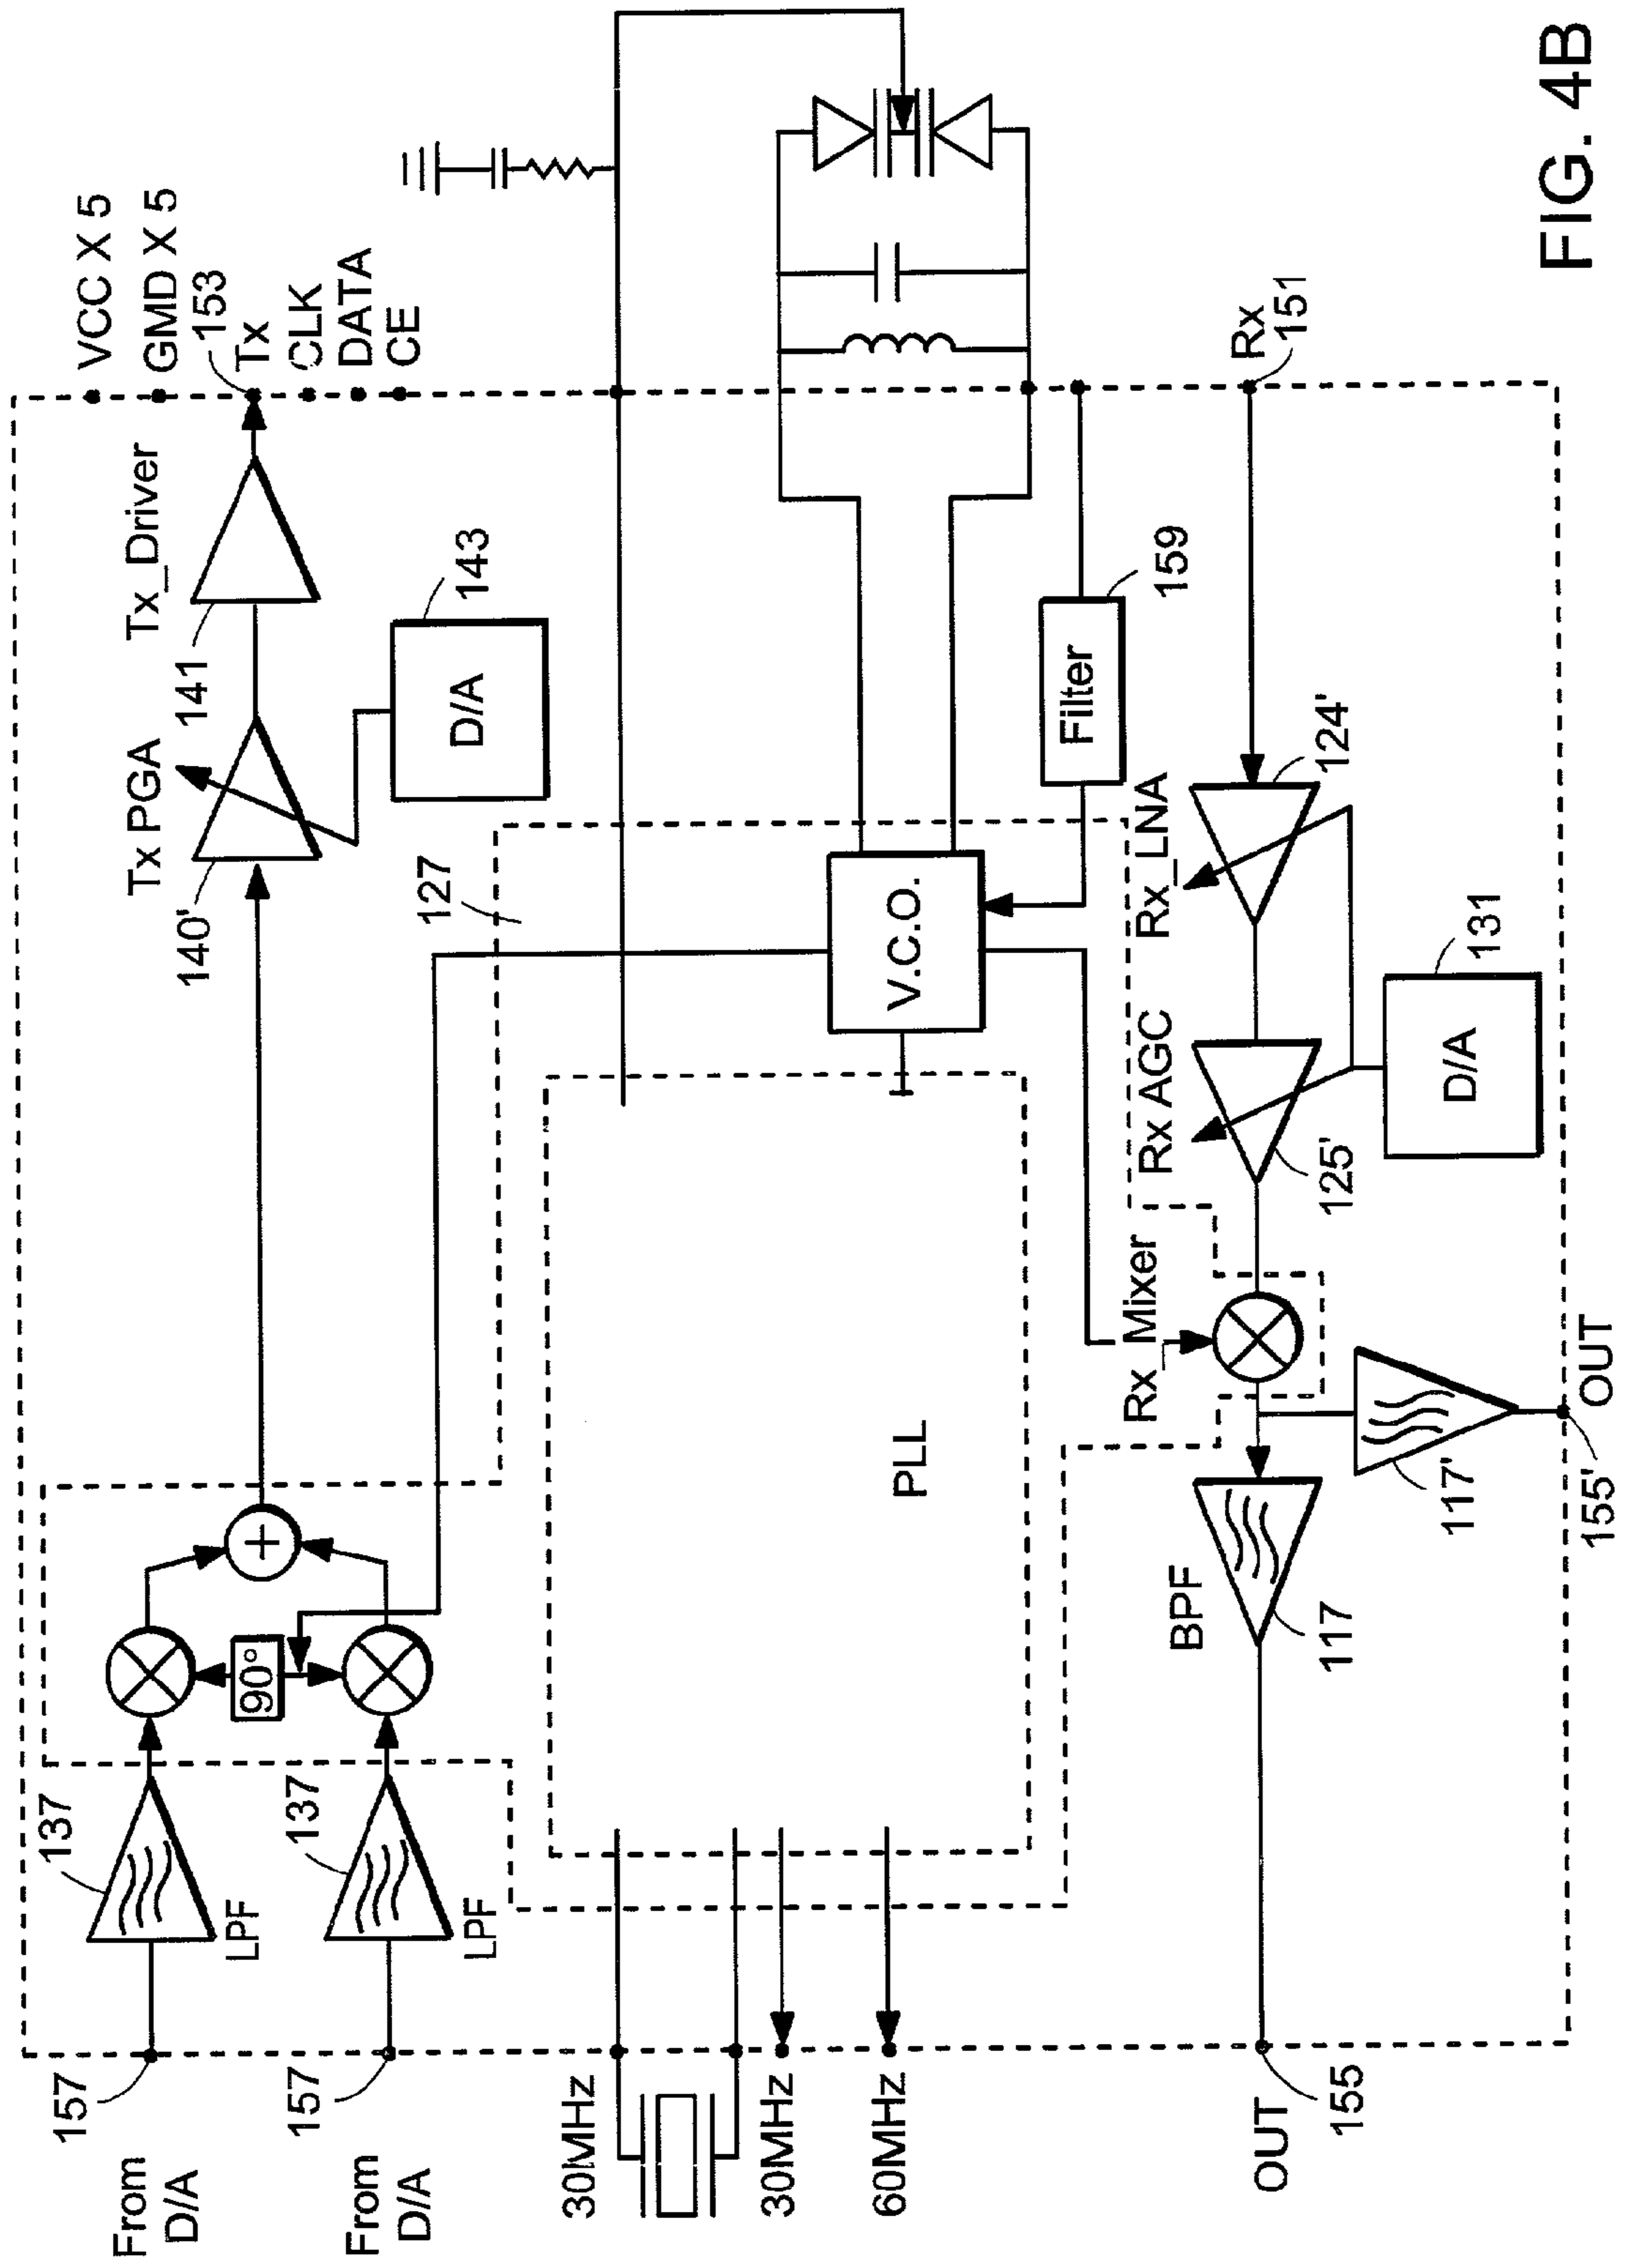 VCC X 5
GMD X 5
153
Tx
CLK
DATA
CE
Tx_Driver
141
143
D/A
Tx PGA
140'
127
137
LPF
157
From
D/A
90°
+
137
LPF
157
From
D/A
30MHz
30MHz
60MHz
PLL
V.C.O.
Filter
159
Rx
151
Rx_LNA
124'
Rx AGC
125'
131
D/A
Rx_Mixer
BPF
117
117'
OUT
155'
OUT
155
FIG. 4B